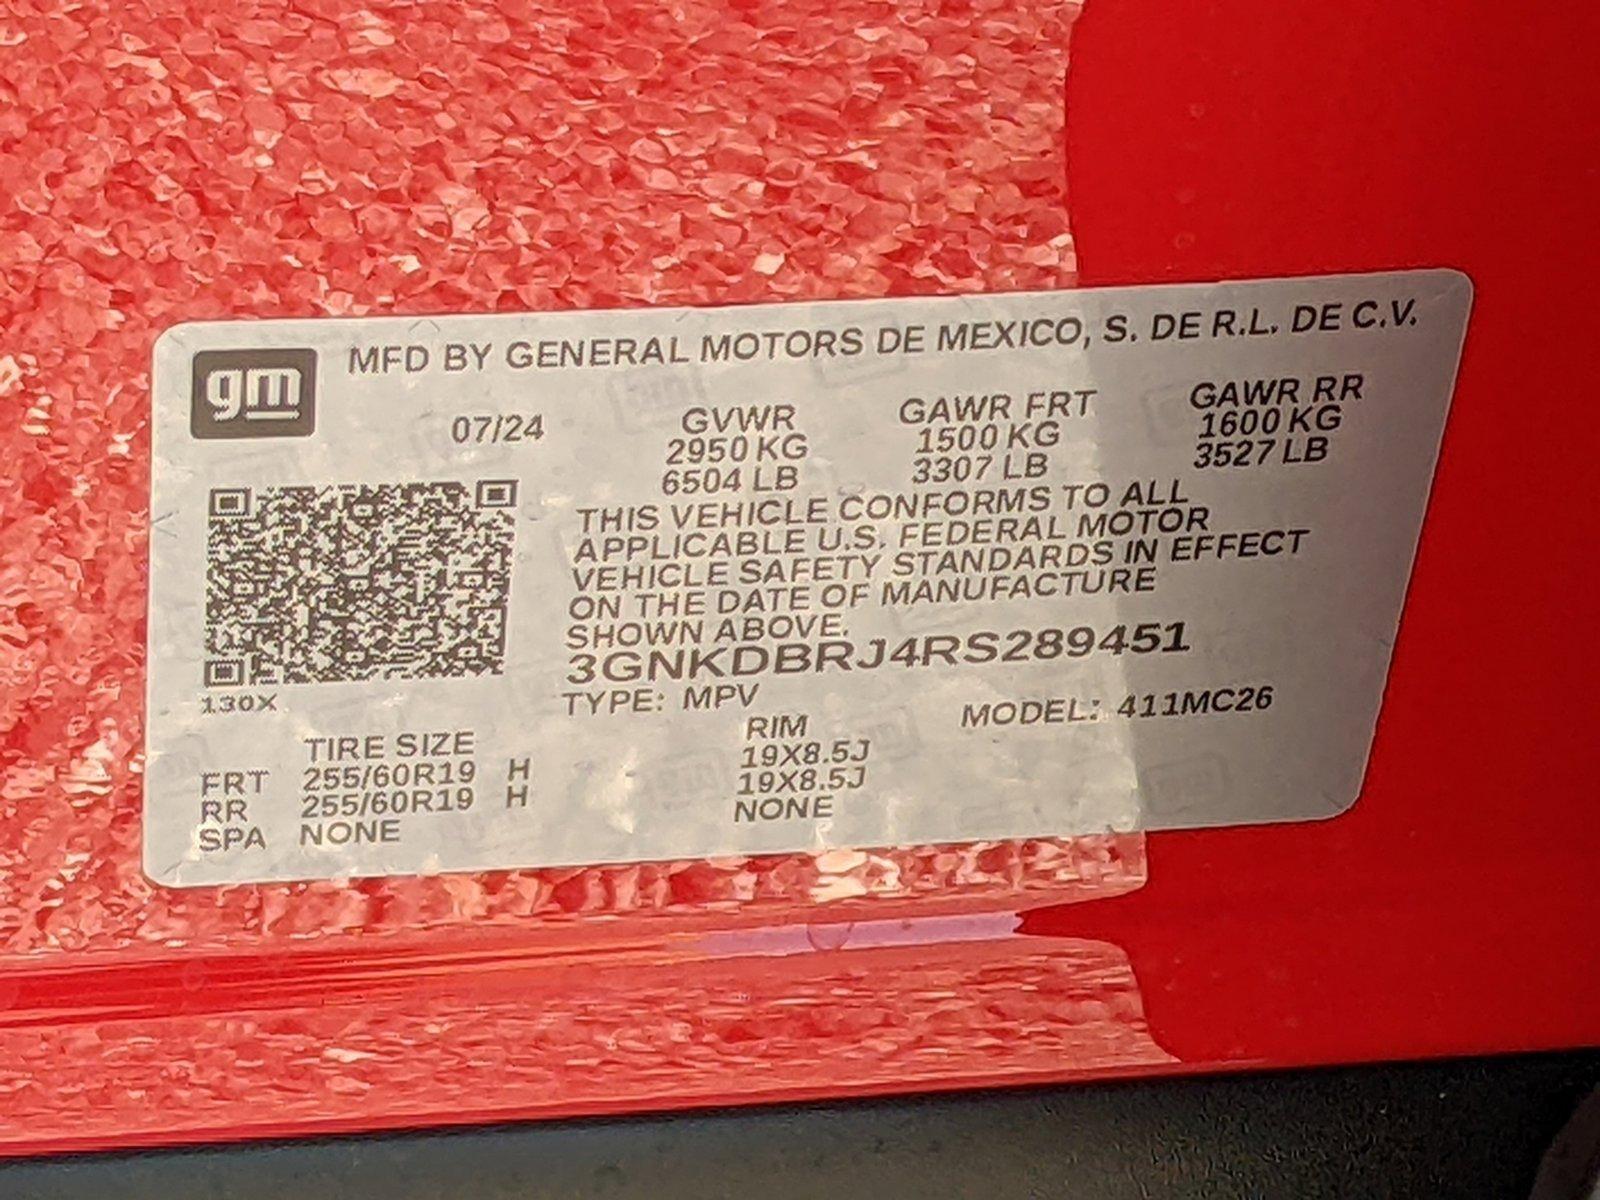 gm MFD BY GENERAL MOTORS DE MEXICO, S. DE R.L. DE C.V.
07/24 GVWR GAWR FRT GAWR RR
2950 KG 1500 KG 1600 KG
6504 LB 3307 LB 3527 LB
THIS VEHICLE CONFORMS TO ALL
APPLICABLE U.S. FEDERAL MOTOR
VEHICLE SAFETY STANDARDS IN EFFECT
ON THE DATE OF MANUFACTURE
SHOWN ABOVE.
3GNKDBRJ4RS289451
130X TYPE: MPV MODEL: 411MC26
TIRE SIZE RIM
FRT 255/60R19 H 19X8.5J
RR 255/60R19 H 19X8.5J
SPA NONE NONE